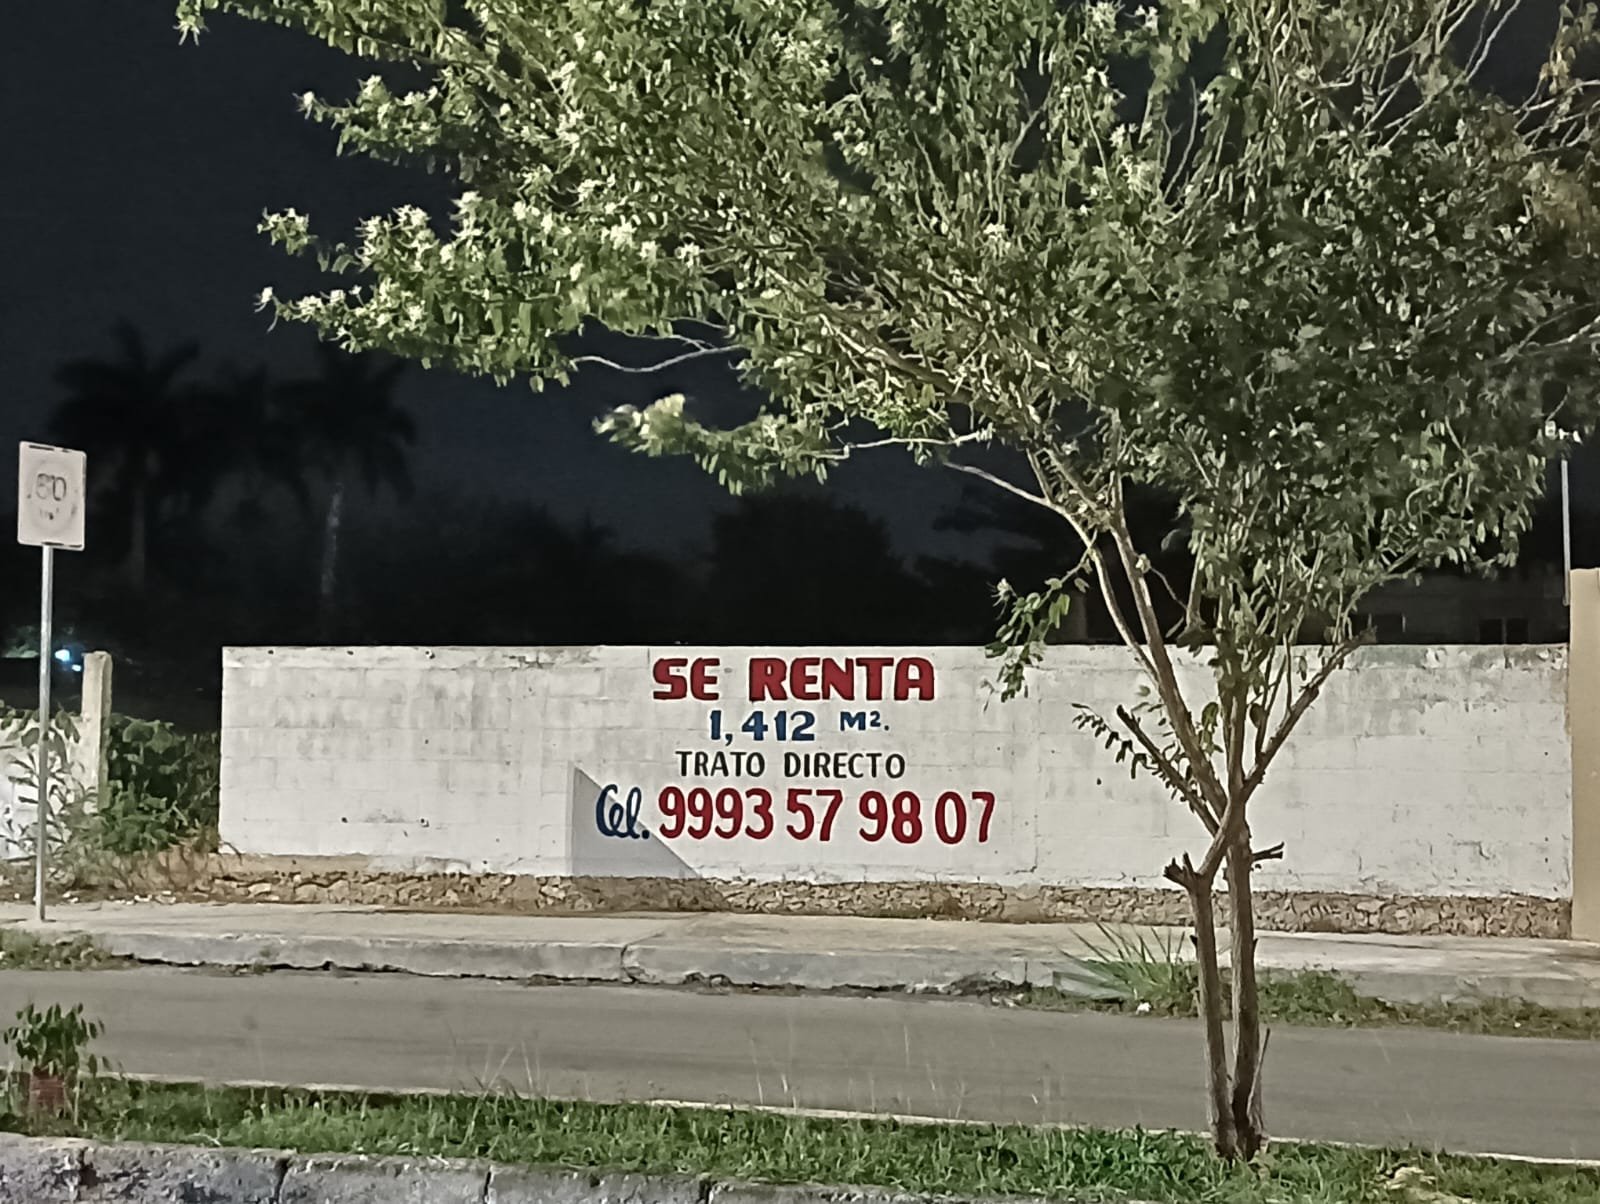 SE RENTA
1,412 M².
TRATO DIRECTO
Cel. 9993 57 98 07